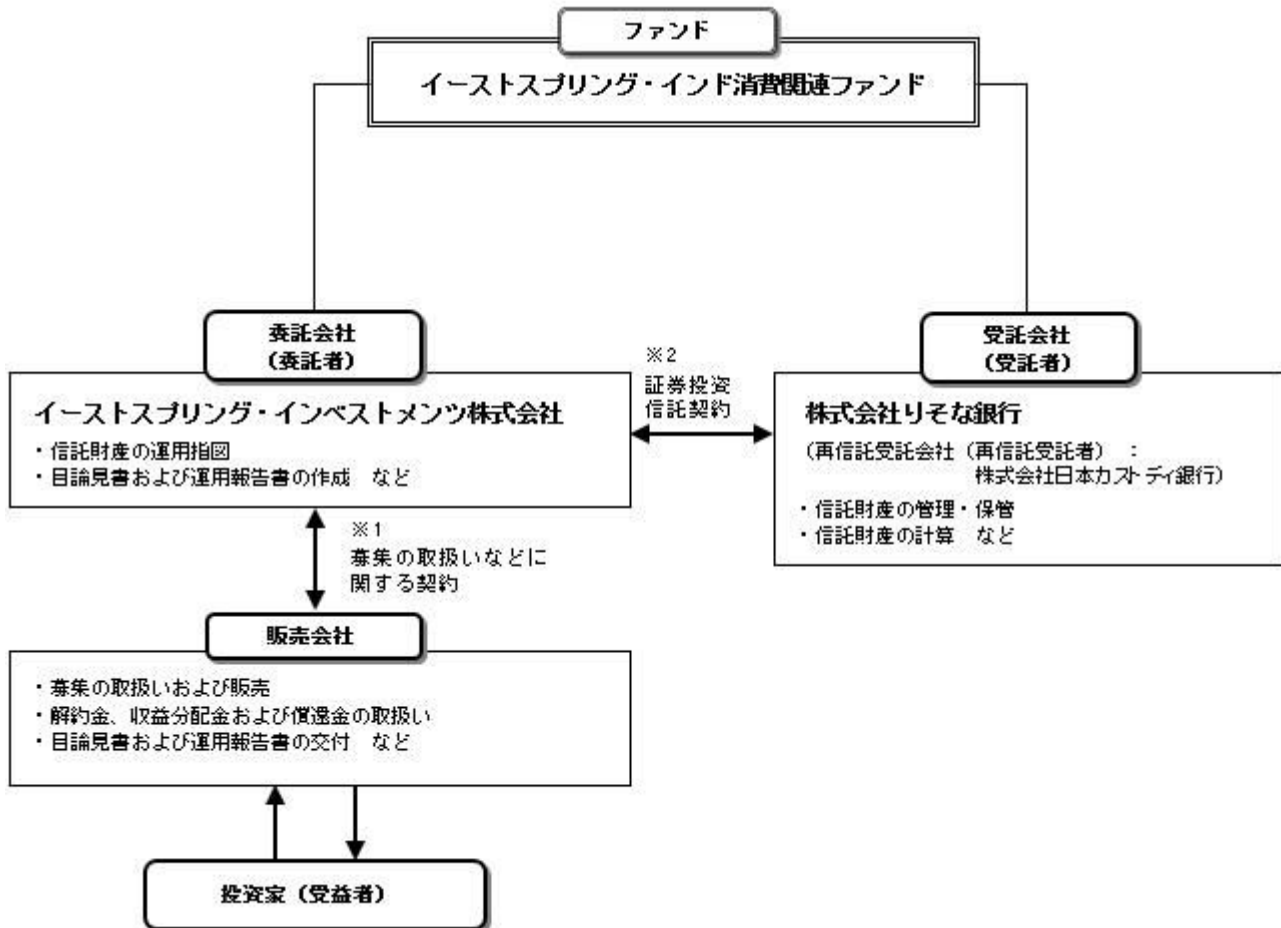 ファンド
イーストスプリング・インド消費関連ファンド
委託会社
(委託者)
イーストスプリング・インベストメンツ株式会社
・信託財産の運用指図
・目論見書および運用報告書の作成 など
※2
証券投資
信託契約
受託会社
(受託者)
株式会社りそな銀行
(再信託受託会社（再信託受託者） ：
株式会社日本カストディ銀行)
・信託財産の管理・保管
・信託財産の計算 など
※1
募集の取扱いなどに
関する契約
販売会社
・募集の取扱いおよび販売
・解約金、収益分配金および償還金の取扱い
・目論見書および運用報告書の交付 など
投資家（受益者）